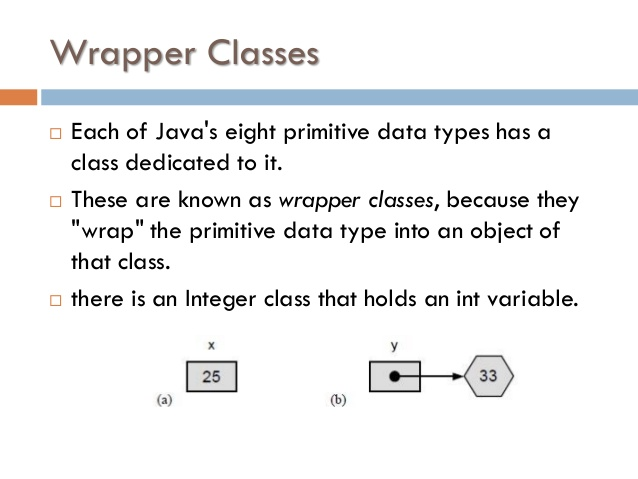 Wrapper Classes
Each of Java's eight primitive data types has a
class dedicated to it.
These are known as wrapper classes, because they
"wrap" the primitive data type into an object of
that class.
there is an Integer class that holds an int variable.
x
y
25
33
(a)
(b)